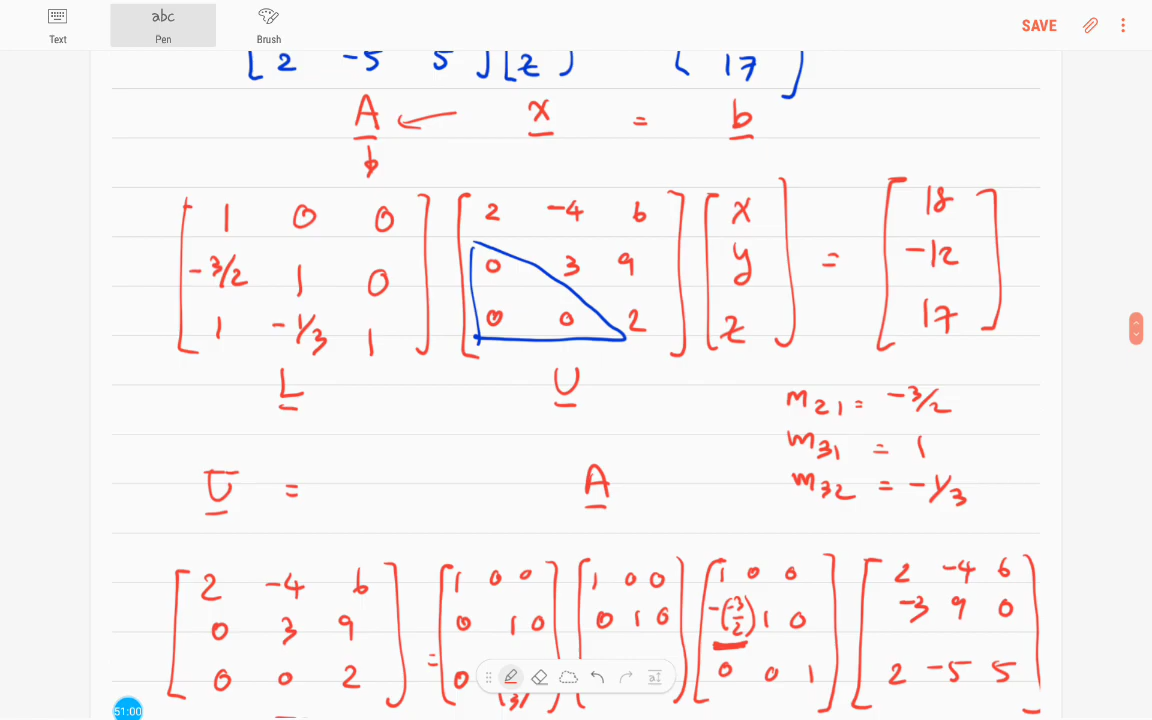 abc
Text Pen Brush SAVE
[ 2 -5 5 ] [ z ] [ 17 ]
A ← x = b
[ 1 0 0 ] [ 2 -4 6 ] [ x ] [ 18 ]
[ -3/2 1 0 ] [ 0 3 9 ] [ y ] = [ -12 ]
[ 1 -1/3 1 ] [ 0 0 2 ] [ z ] [ 17 ]
L U
m21 = -3/2
m31 = 1
m32 = -1/3
U = A
[ 2 -4 6 ] [ 1 0 0 ] [ 1 0 0 ] [ 1 0 0 ] [ 2 -4 6 ]
[ 0 3 9 ] = [ 0 1 0 ] [ 0 1 0 ] [ -(-3/2) 1 0 ] [ -3 9 0 ]
[ 0 0 2 ] [ 0 [ 0 0 1 ] [ 2 -5 5 ]
51:00